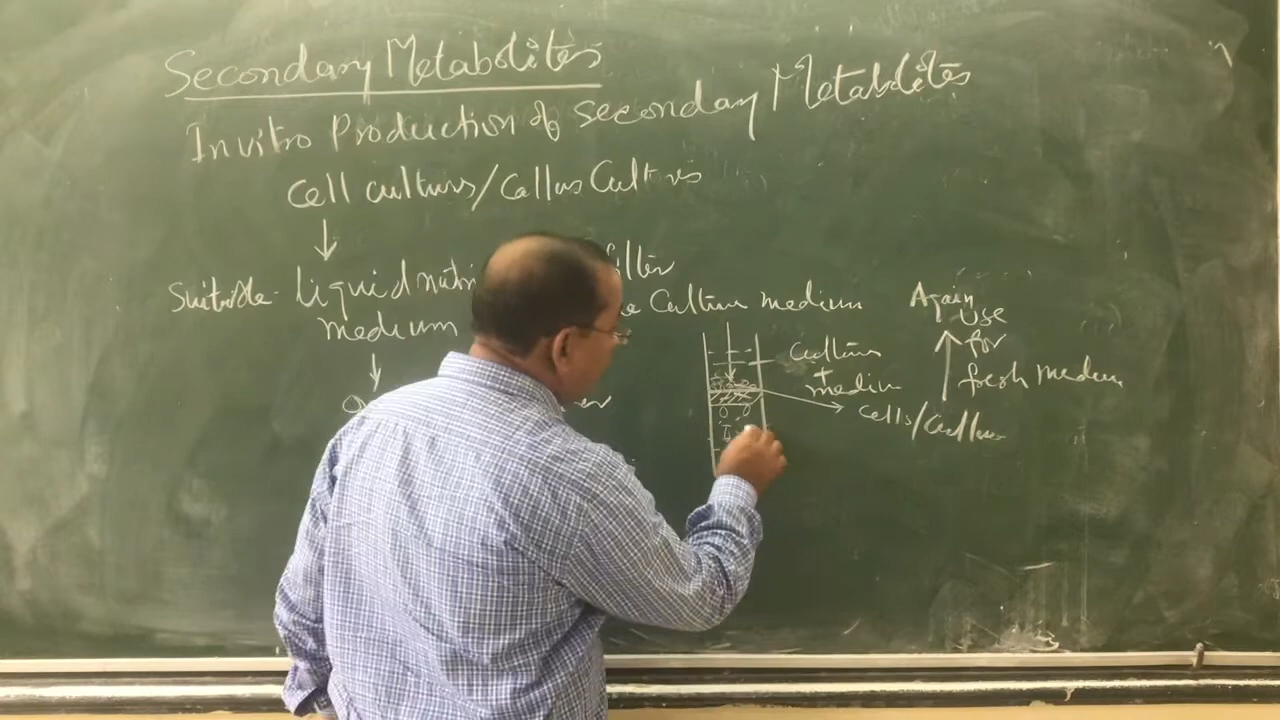 Secondary Metabolites
Invitro Production of Secondary Metabolites
Cell cultures/Callus Cultures
Suitable Liquid
medium
filter
Culture medium
Culture
+
medium
Cells/Callus
Again
Use
for
fresh medium